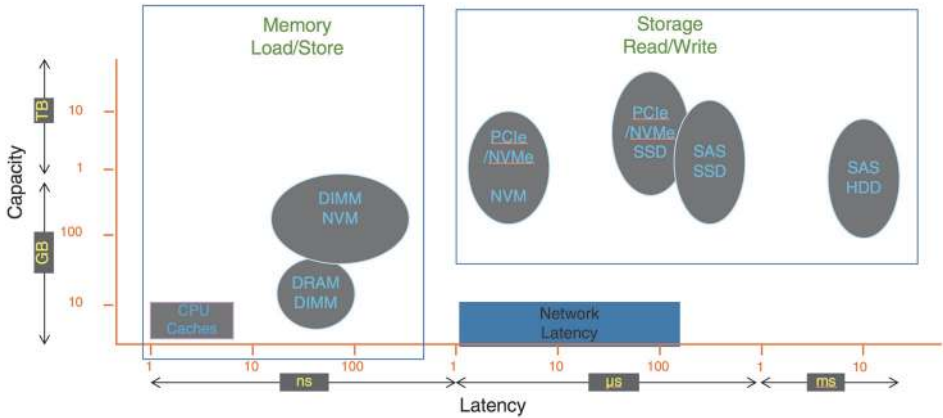 Memory
Load/Store
Storage
Read/Write
Capacity
TB
GB
10
1
100
10
PCIe
/NVMe
NVM
PCIe
/NVMe
SSD
SAS
SSD
SAS
HDD
DIMM
NVM
DRAM
DIMM
CPU
Caches
Network
Latency
1
10
100
1
10
100
1
10
ns
µs
ms
Latency